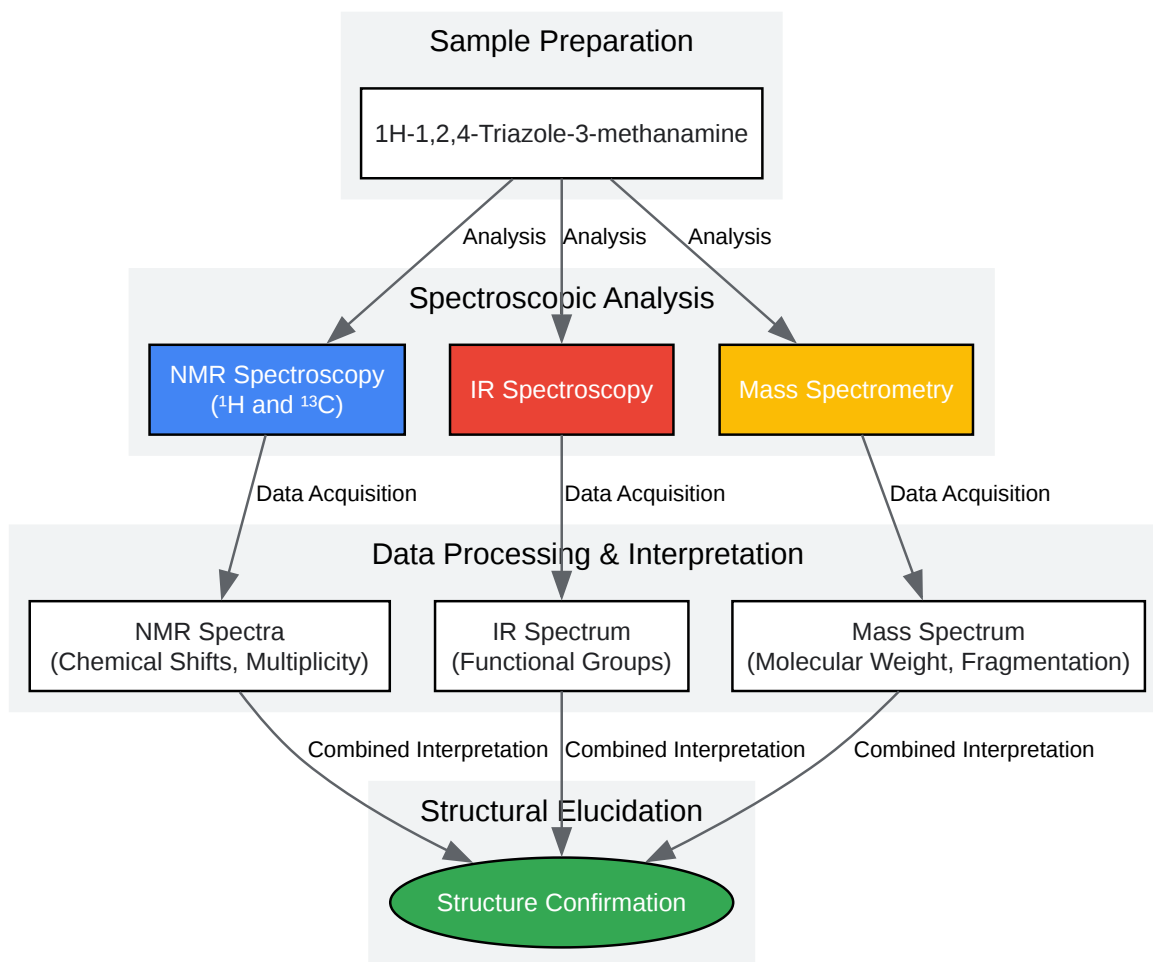 Sample Preparation
1H-1,2,4-Triazole-3-methanamine
Analysis
Analysis
Analysis
Spectroscopic Analysis
NMR Spectroscopy
(¹H and ¹³C)
IR Spectroscopy
Mass Spectrometry
Data Acquisition
Data Acquisition
Data Acquisition
Data Processing & Interpretation
NMR Spectra
(Chemical Shifts, Multiplicity)
IR Spectrum
(Functional Groups)
Mass Spectrum
(Molecular Weight, Fragmentation)
Combined Interpretation
Combined Interpretation
Combined Interpretation
Structural Elucidation
Structure Confirmation